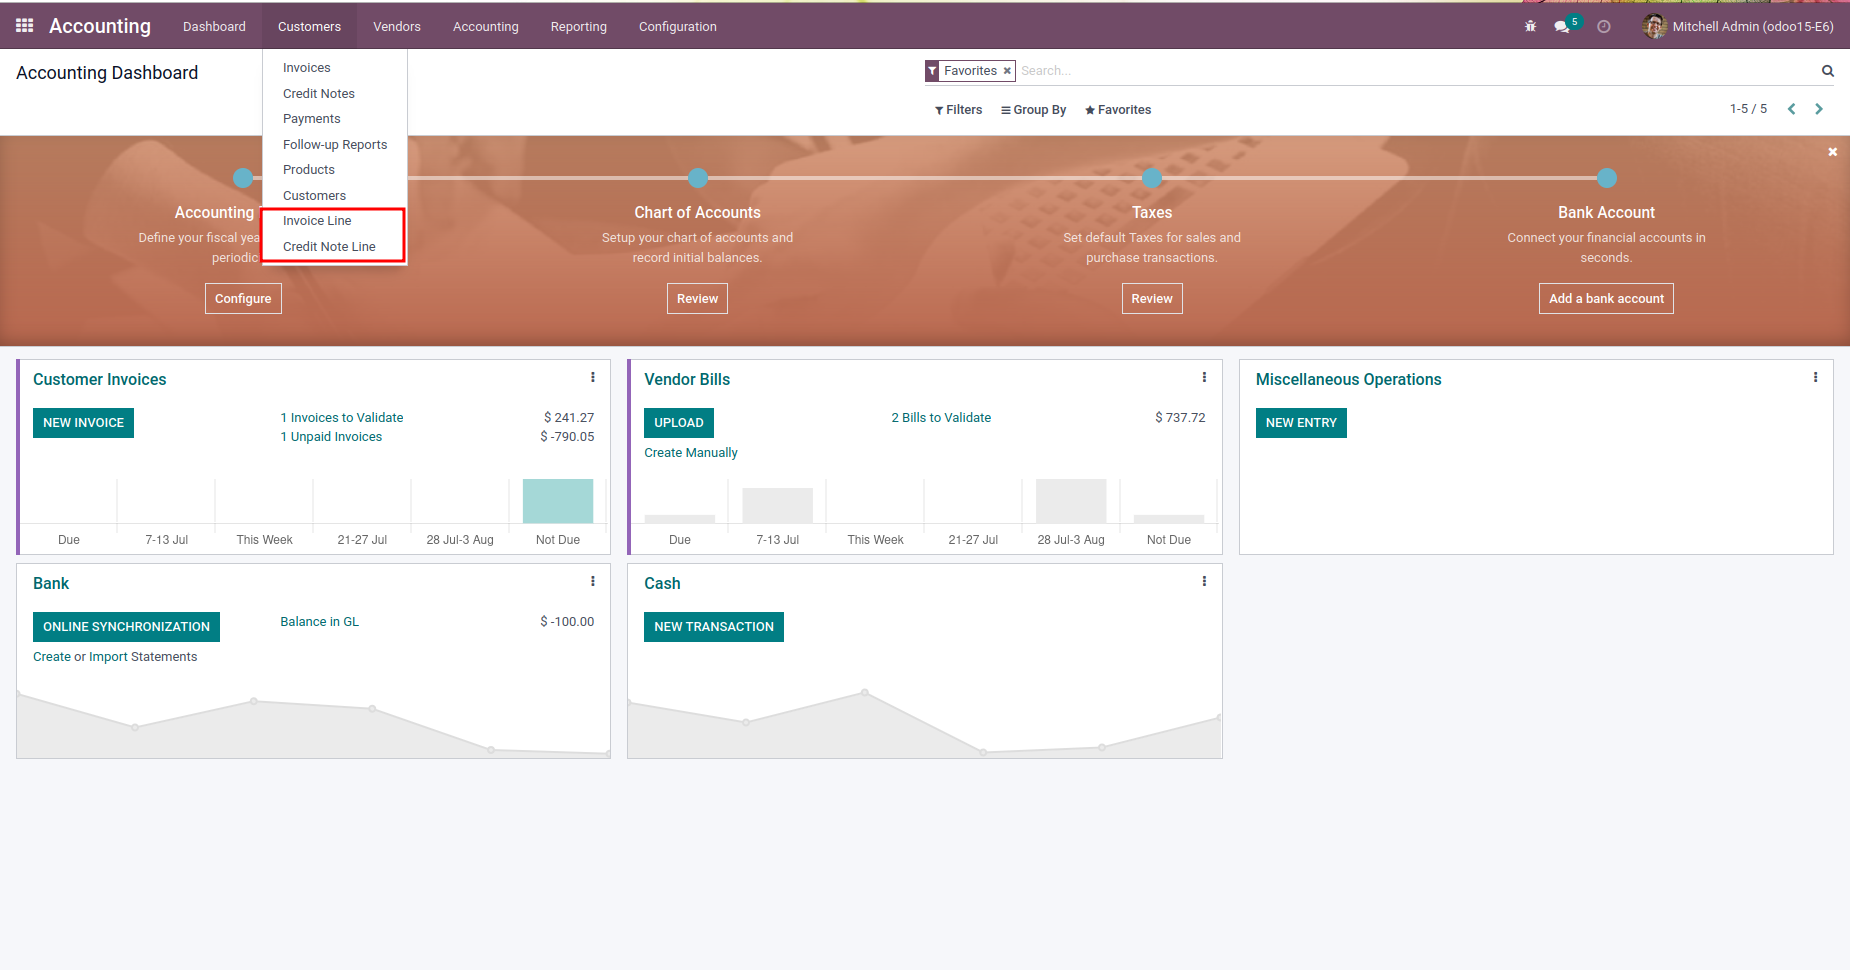 Accounting Dashboard Customers Vendors Accounting Reporting Configuration 5 Mitchell Admin (odoo15-E6)
Accounting Dashboard
Favorites Search...
Filters Group By Favorites 1-5 / 5
Invoices
Credit Notes
Payments
Follow-up Reports
Products
Customers
Invoice Line
Credit Note Line
Accounting
Define your fiscal yea
periodic
Configure
Chart of Accounts
Setup your chart of accounts and
record initial balances.
Review
Taxes
Set default Taxes for sales and
purchase transactions.
Review
Bank Account
Connect your financial accounts in
seconds.
Add a bank account
Customer Invoices
NEW INVOICE
1 Invoices to Validate $ 241.27
1 Unpaid Invoices $ -790.05
Due 7-13 Jul This Week 21-27 Jul 28 Jul-3 Aug Not Due
Vendor Bills
UPLOAD
Create Manually
2 Bills to Validate $ 737.72
Due 7-13 Jul This Week 21-27 Jul 28 Jul-3 Aug Not Due
Miscellaneous Operations
NEW ENTRY
Bank
ONLINE SYNCHRONIZATION
Create or Import Statements
Balance in GL $ -100.00
Cash
NEW TRANSACTION